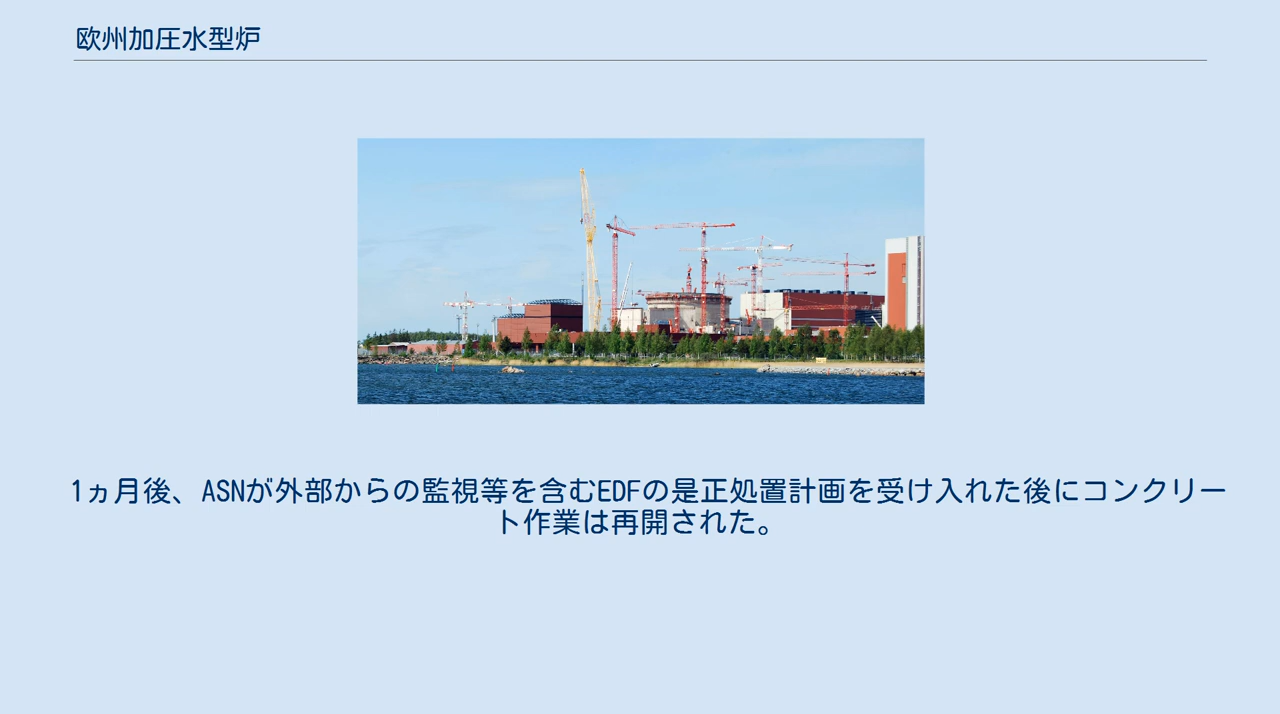 欧州加圧水型炉
1ヵ月後、ASNが外部からの監視等を含むEDFの是正処置計画を受け入れた後にコンクリー
ト作業は再開された。